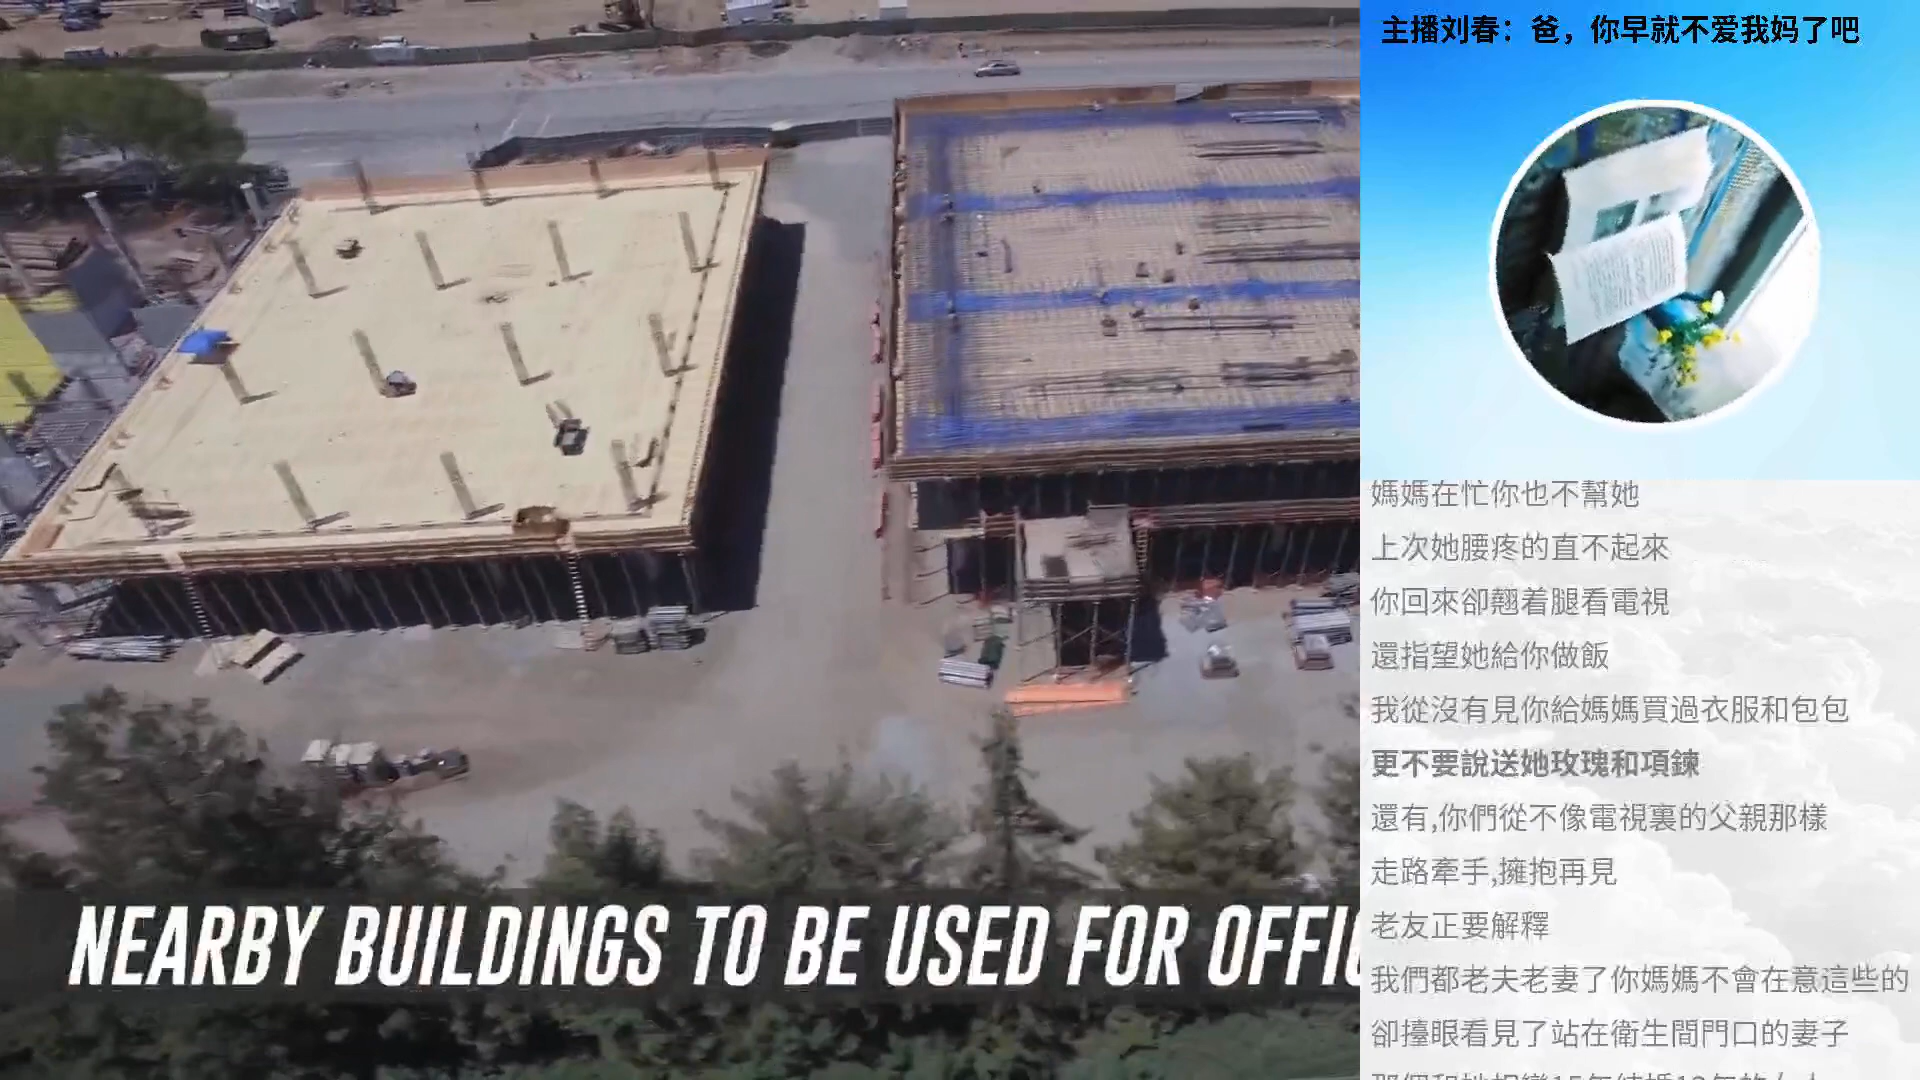 主播刘春：爸，你早就不爱我妈了吧
媽媽在忙你也不幫她
上次她腰疼的直不起來
你回來卻翹着腿看電視
還指望她給你做飯
我從沒有見你給媽媽買過衣服和包包
更不要說送她玫瑰和項鍊
還有,你們從不像電視裏的父親那樣
走路牽手,擁抱再見
老友正要解釋
我們都老夫老妻了你媽媽不會在意這些的
卻擡眼看見了站在衛生間門口的妻子
NEARBY BUILDINGS TO BE USED FOR